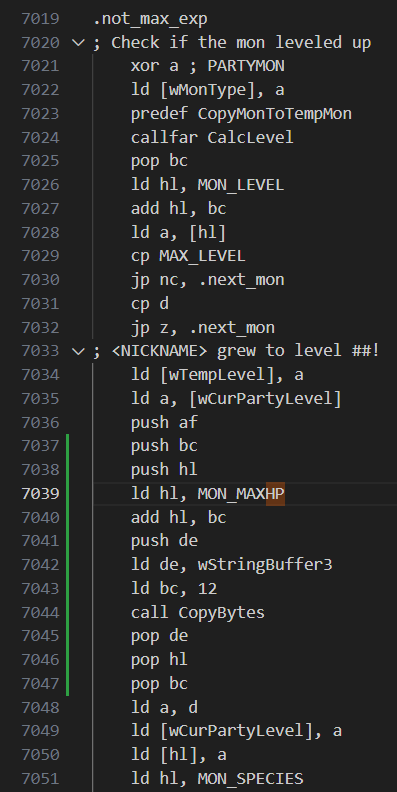 7019 .not_max_exp
7020 ; Check if the mon leveled up
7021 xor a ; PARTYMON
7022 ld [wMonType], a
7023 predef CopyMonToTempMon
7024 callfar CalcLevel
7025 pop bc
7026 ld hl, MON_LEVEL
7027 add hl, bc
7028 ld a, [hl]
7029 cp MAX_LEVEL
7030 jp nc, .next_mon
7031 cp d
7032 jp z, .next_mon
7033 ; <NICKNAME> grew to level ##!
7034 ld [wTempLevel], a
7035 ld a, [wCurPartyLevel]
7036 push af
7037 push bc
7038 push hl
7039 ld hl, MON_MAXHP
7040 add hl, bc
7041 push de
7042 ld de, wStringBuffer3
7043 ld bc, 12
7044 call CopyBytes
7045 pop de
7046 pop hl
7047 pop bc
7048 ld a, d
7049 ld [wCurPartyLevel], a
7050 ld [hl], a
7051 ld hl, MON_SPECIES